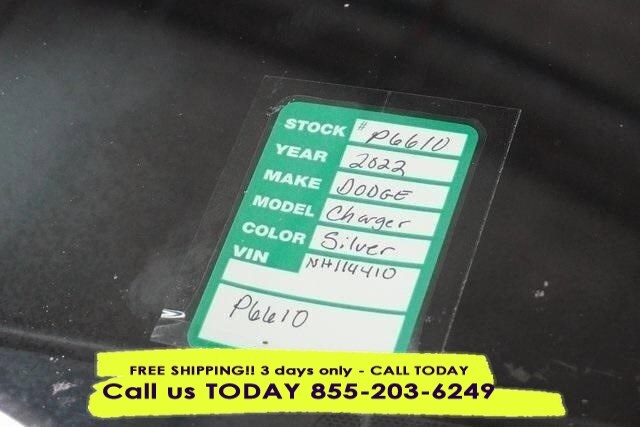 STOCK # P6610
YEAR 2022
MAKE DODGE
MODEL Charger
COLOR Silver
VIN NH114410
P6610
FREE SHIPPING!! 3 days only - CALL TODAY
Call us TODAY 855-203-6249